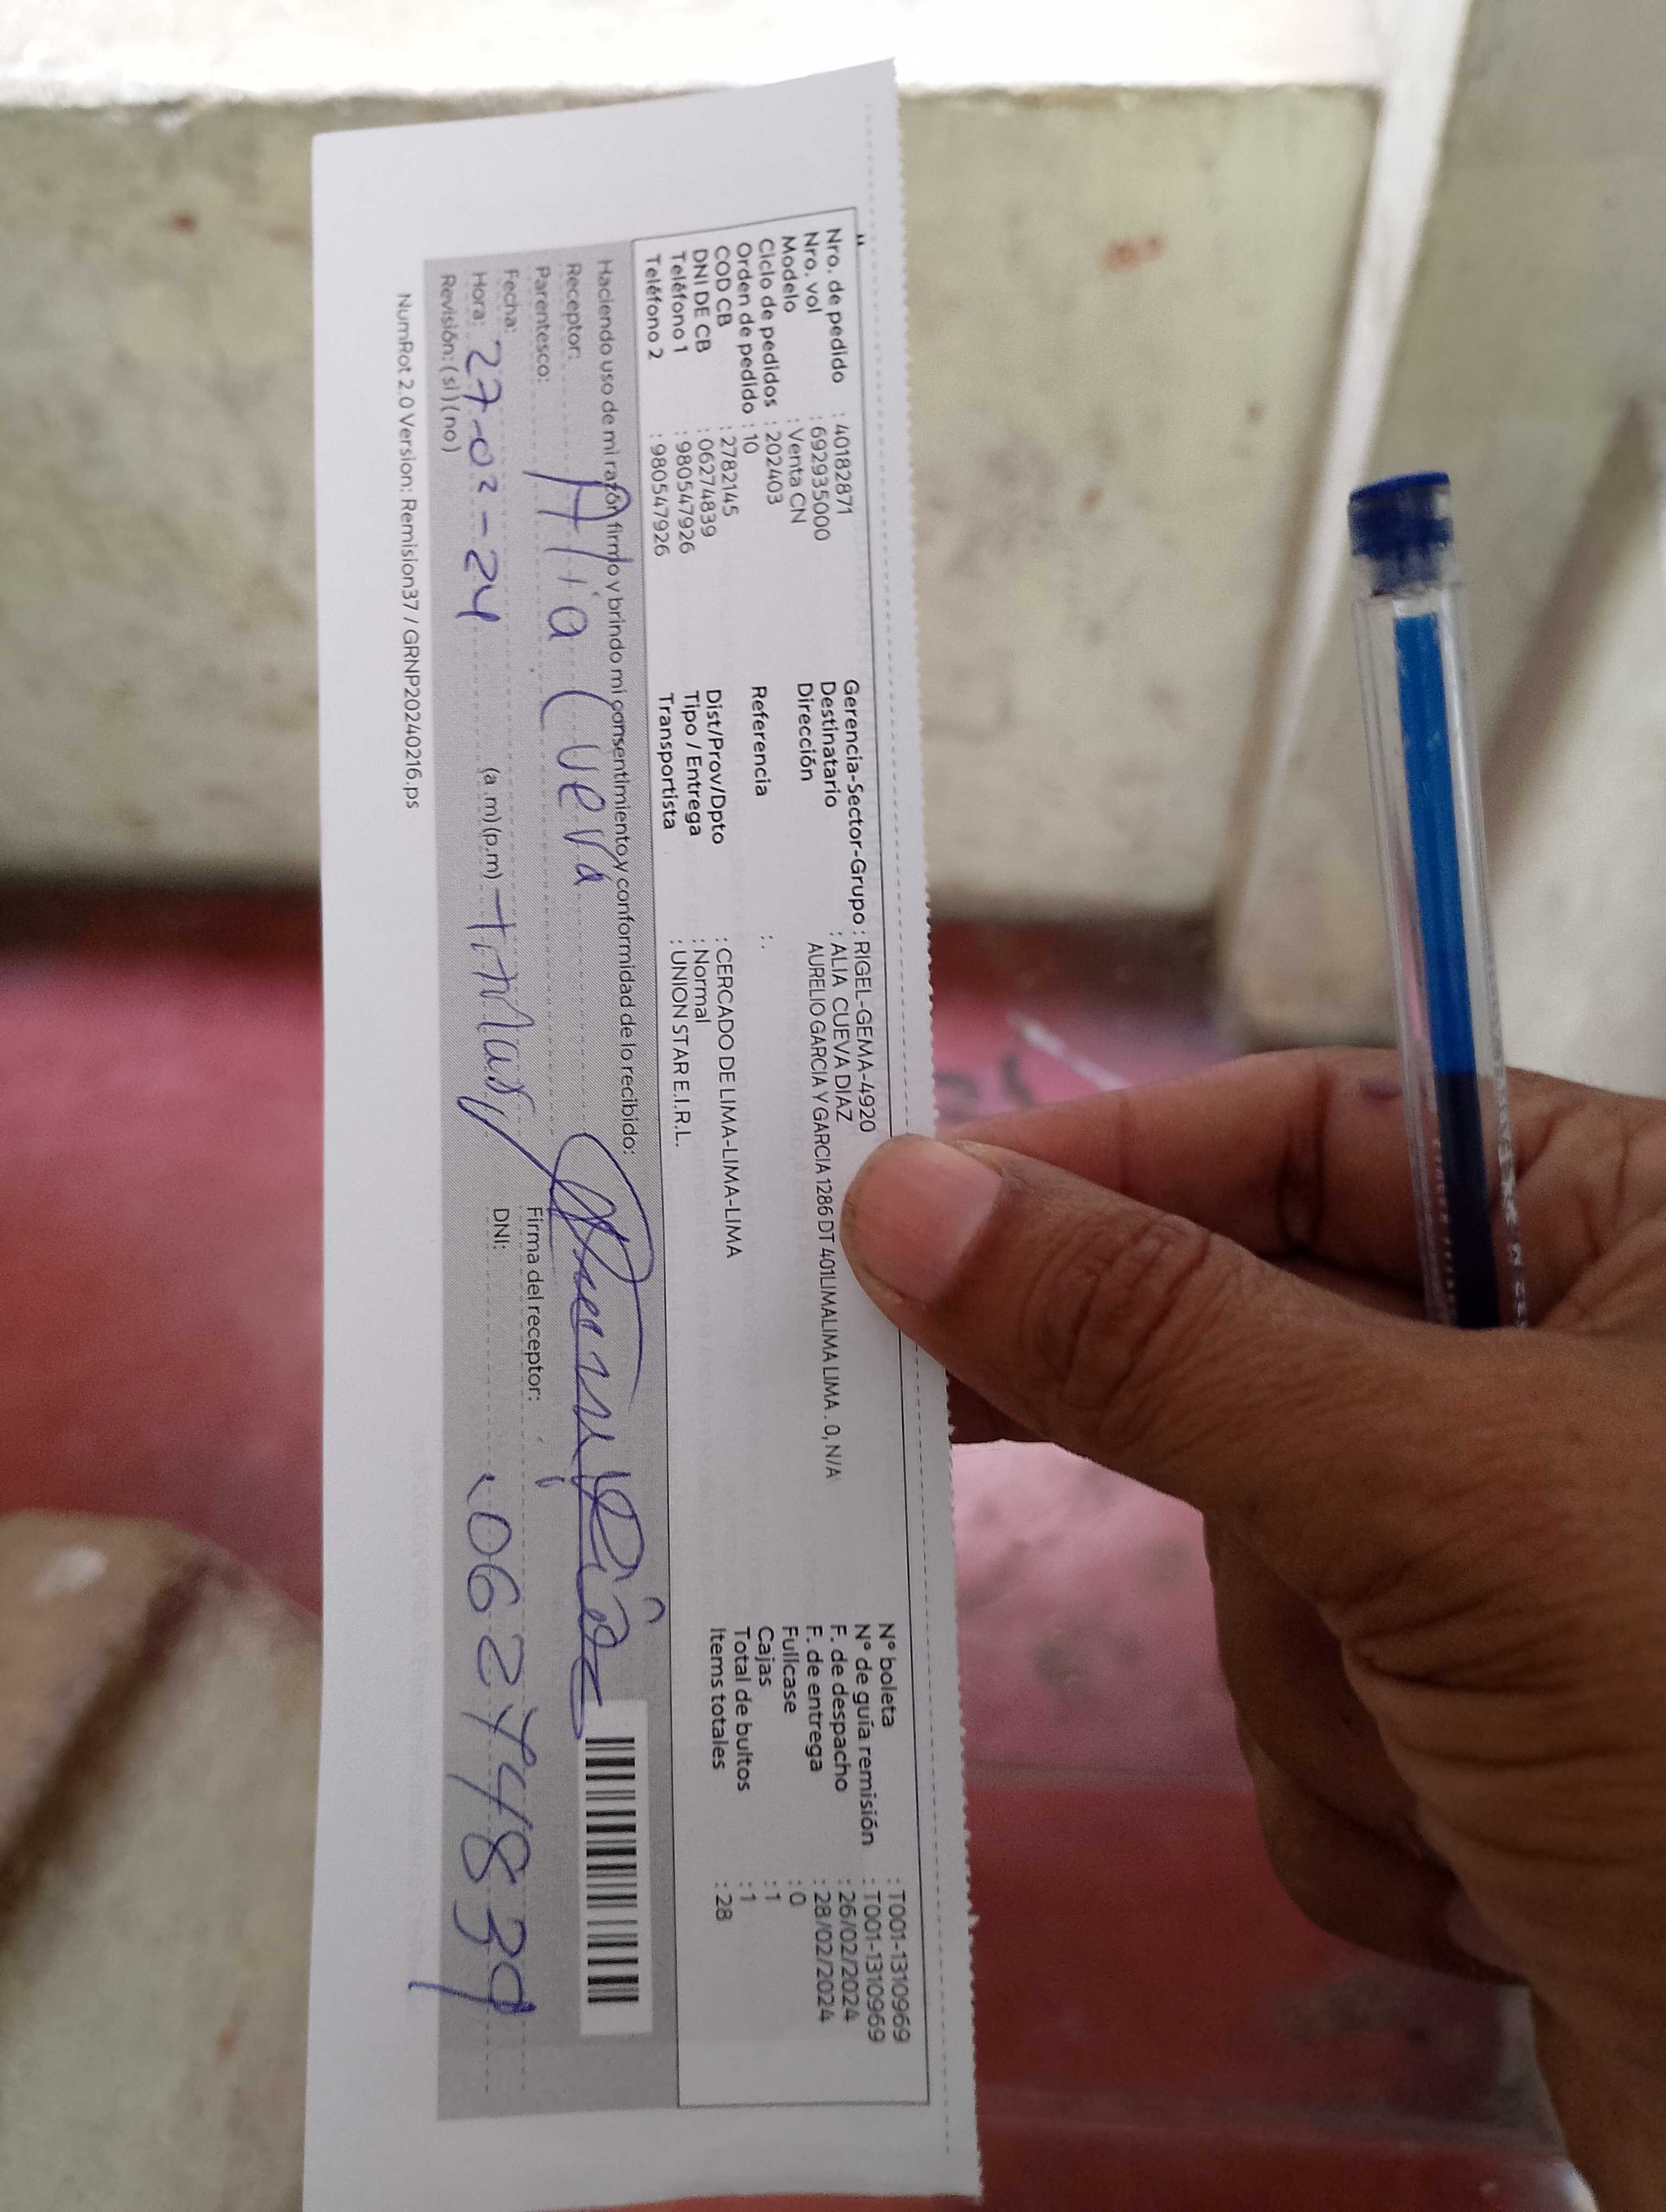 Nro. de pedido : 40182871
Nro. vol : 692935000
Modelo : Venta CN
Ciclo de pedidos : 202403
Orden de pedido : 10
COD CB : 2782145
DNI DE CB : 06274839
Teléfono 1 : 980547926
Teléfono 2 : 980547926
Gerencia-Sector-Grupo : RIGEL-GEMA-4920
Destinatario : ALIA CUEVA DIAZ
Dirección AURELIO GARCIA Y GARCIA 1286 DT 401LIMALIMA LIMA . 0, N/A
Referencia : .
Dist/Prov/Dpto : CERCADO DE LIMA-LIMA-LIMA
Tipo / Entrega : Normal
Transportista : UNION STAR E.I.R.L.
N° boleta : T001-1310969
N° de guía remisión : T001-1310969
F. de despacho : 26/02/2024
F. de entrega : 28/02/2024
Fullcase : 0
Cajas : 1
Total de bultos : 1
Items totales : 28
Haciendo uso de mi razón firmo y brindo mi consentimiento y conformidad de lo recibido:
Receptor: Alia Cueva
Parentesco:
Fecha: 27-02-24
Hora: (a.m)(p.m)
Revisión: (si)(no)
Firma del receptor:
DNI: 06274839
NumRot 2.0 Version: Remision37 / GRNP20240216.ps